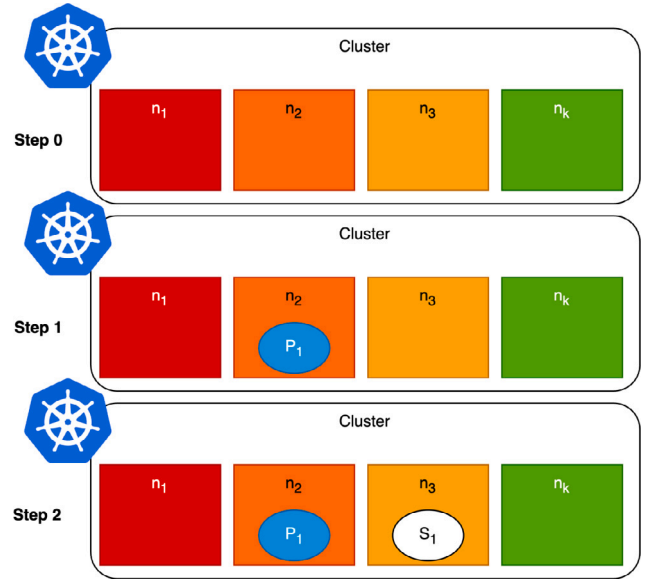 Cluster
n₁ n₂ n₃ nₖ
Step 0
Cluster
n₁ n₂ n₃ nₖ
Step 1
P₁
Cluster
n₁ n₂ n₃ nₖ
Step 2
P₁ S₁